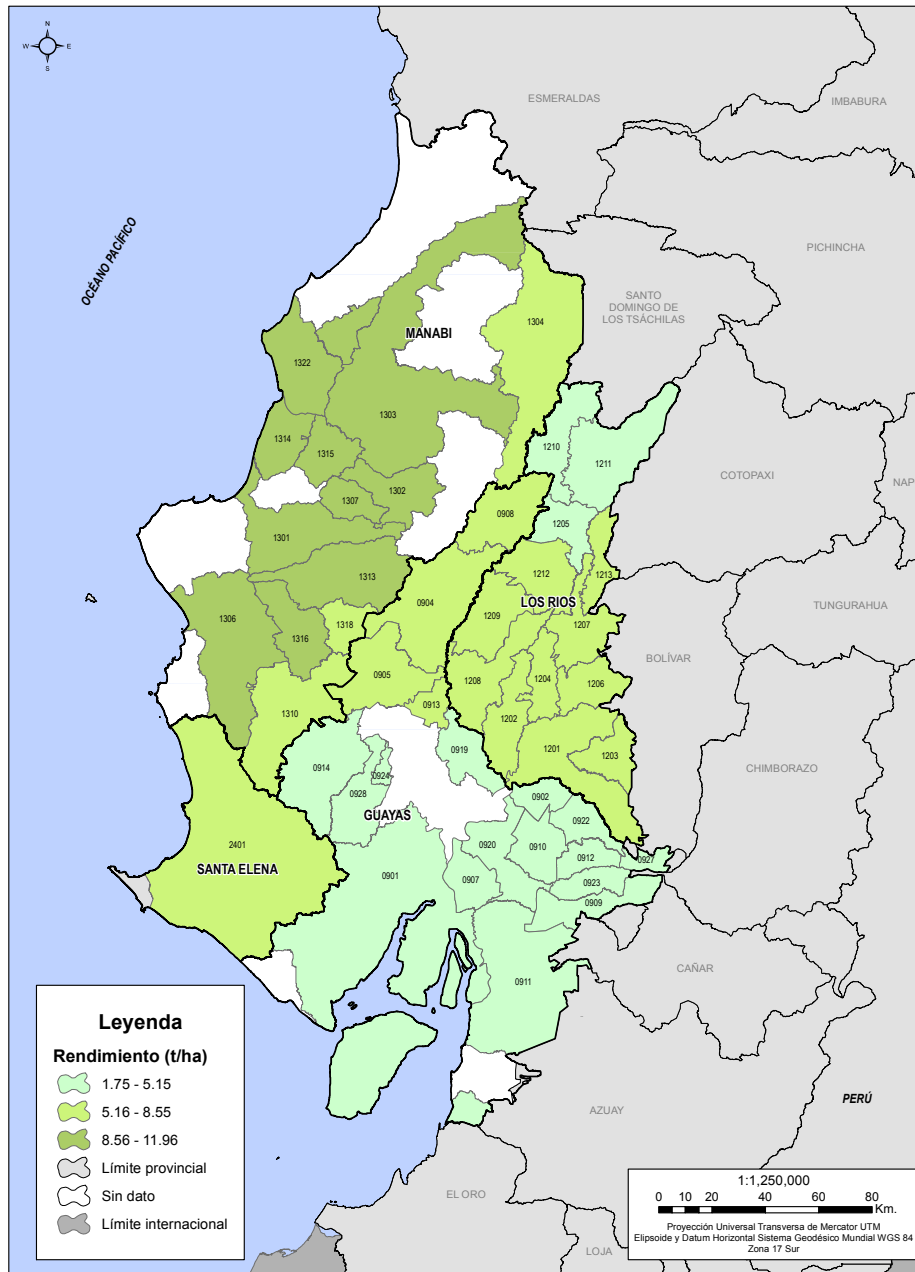 N
W E
S
ESMERALDAS
IMBABURA
OCÉANO PACÍFICO
PICHINCHA
SANTO
DOMINGO DE
LOS TSÁCHILAS
1304
MANABI
1322
1303
1314
1315
1210
1211
COTOPAXI
NAP
1302
1307
0908
1205
1301
1313
1212
1213
0904
LOS RIOS
TUNGURAHUA
1306
1316
1318
1209
1207
BOLÍVAR
0905
1208
1204
1206
0913
1310
1202
1201
1203
0919
0914
0924
CHIMBORAZO
0928
GUAYAS
0902
0922
2401
SANTA ELENA
0920
0910
0912
0927
0901
0907
0923
0909
CAÑAR
0911
Leyenda
Rendimiento (t/ha)
1.75 - 5.15
5.16 - 8.55
8.56 - 11.96
Límite provincial
Sin dato
Límite internacional
AZUAY
PERÚ
EL ORO
LOJA
1:1,250,000
0 10 20 40 60 80
Km.
Proyección Universal Transversa de Mercator UTM
Elipsoide y Datum Horizontal Sistema Geodésico Mundial WGS 84
Zona 17 Sur